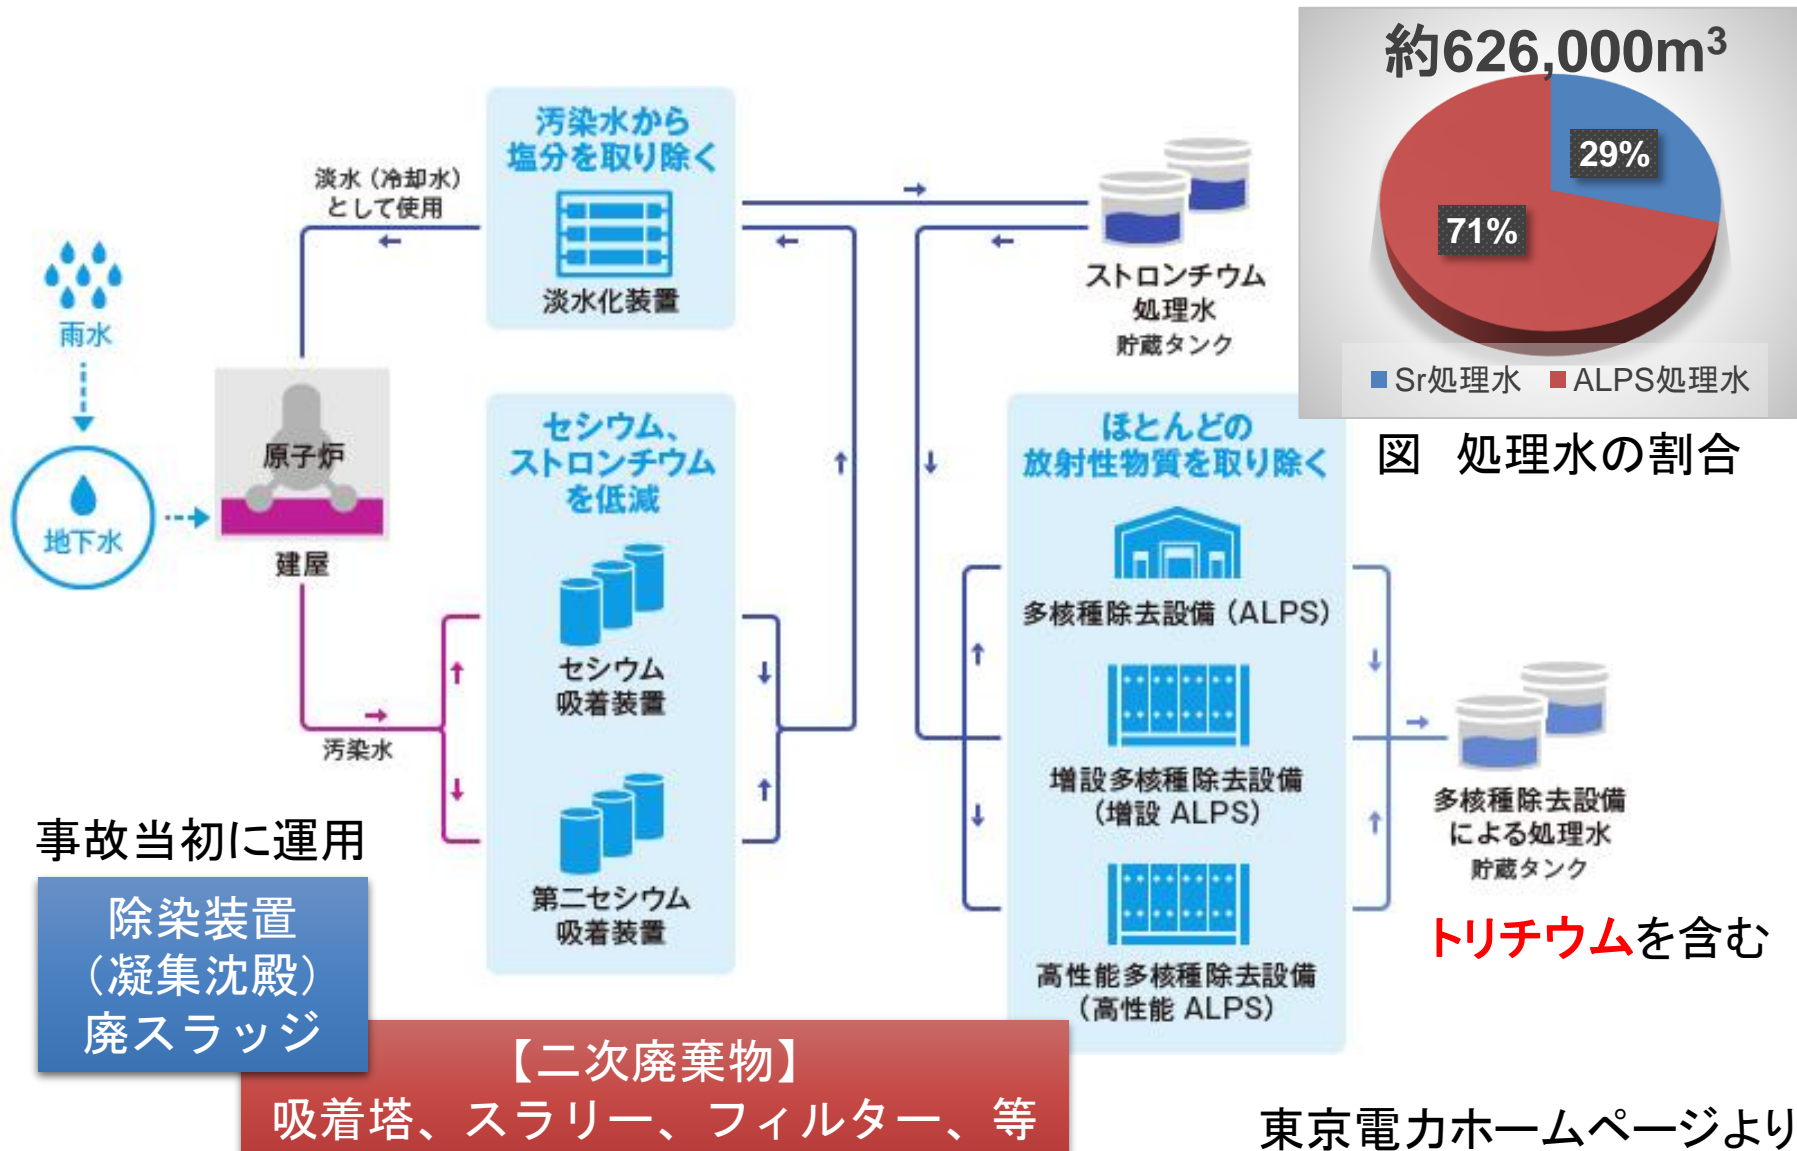 約626,000m³
29%
71%
Sr処理水
ALPS処理水
図 処理水の割合
汚染水から
塩分を取り除く
淡水化装置
淡水（冷却水）
として使用
雨水
地下水
原子炉
建屋
汚染水
セシウム、
ストロンチウム
を低減
セシウム
吸着装置
第二セシウム
吸着装置
ストロンチウム
処理水
貯蔵タンク
ほとんどの
放射性物質を取り除く
多核種除去設備（ALPS）
増設多核種除去設備
（増設 ALPS）
高性能多核種除去設備
（高性能 ALPS）
多核種除去設備
による処理水
貯蔵タンク
トリチウムを含む
事故当初に運用
除染装置
（凝集沈殿）
廃スラッジ
【二次廃棄物】
吸着塔、スラリー、フィルター、等
東京電力ホームページより